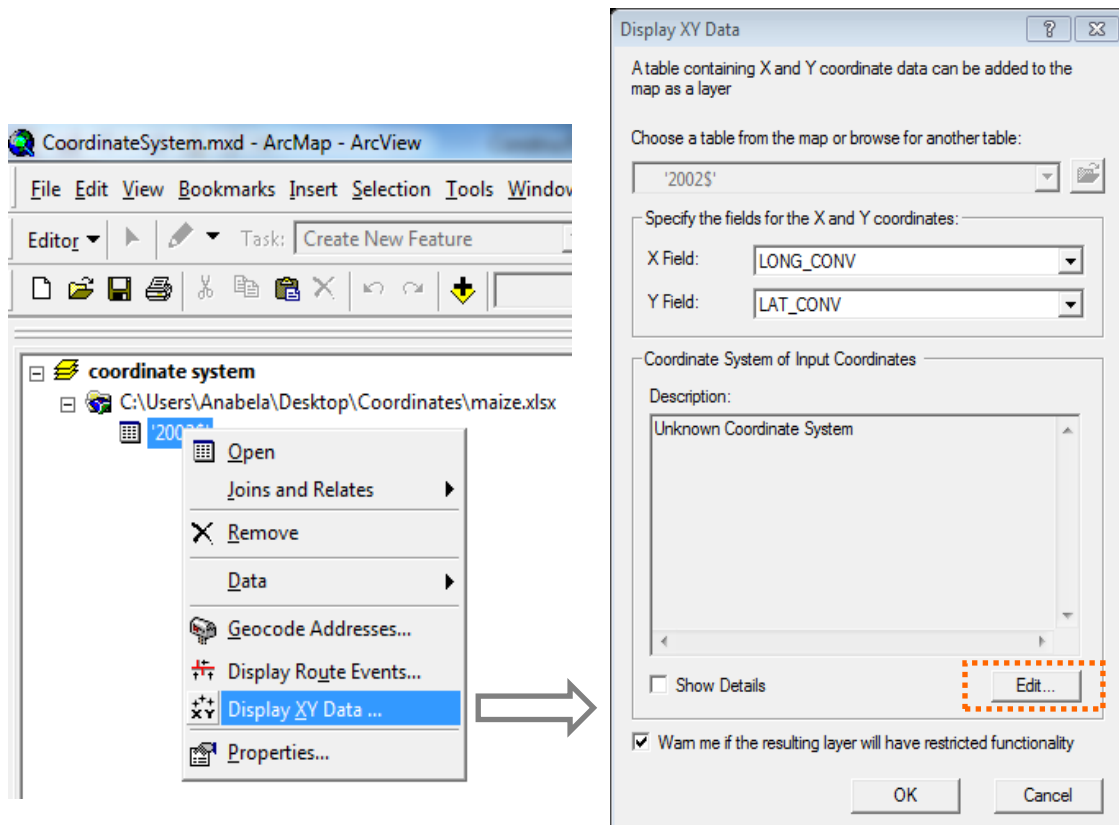 CoordinateSystem.mxd - ArcMap - ArcView
File Edit View Bookmarks Insert Selection Tools Window
Editor Task: Create New Feature
coordinate system
C:\Users\Anabela\Desktop\Coordinates\maize.xlsx
'2002$'
Open
Joins and Relates
Remove
Data
Geocode Addresses...
Display Route Events...
Display XY Data ...
Properties...
Display XY Data
A table containing X and Y coordinate data can be added to the
map as a layer
Choose a table from the map or browse for another table:
'2002$'
Specify the fields for the X and Y coordinates:
X Field: LONG_CONV
Y Field: LAT_CONV
Coordinate System of Input Coordinates
Description:
Unknown Coordinate System
Show Details Edit...
Warn me if the resulting layer will have restricted functionality
OK Cancel